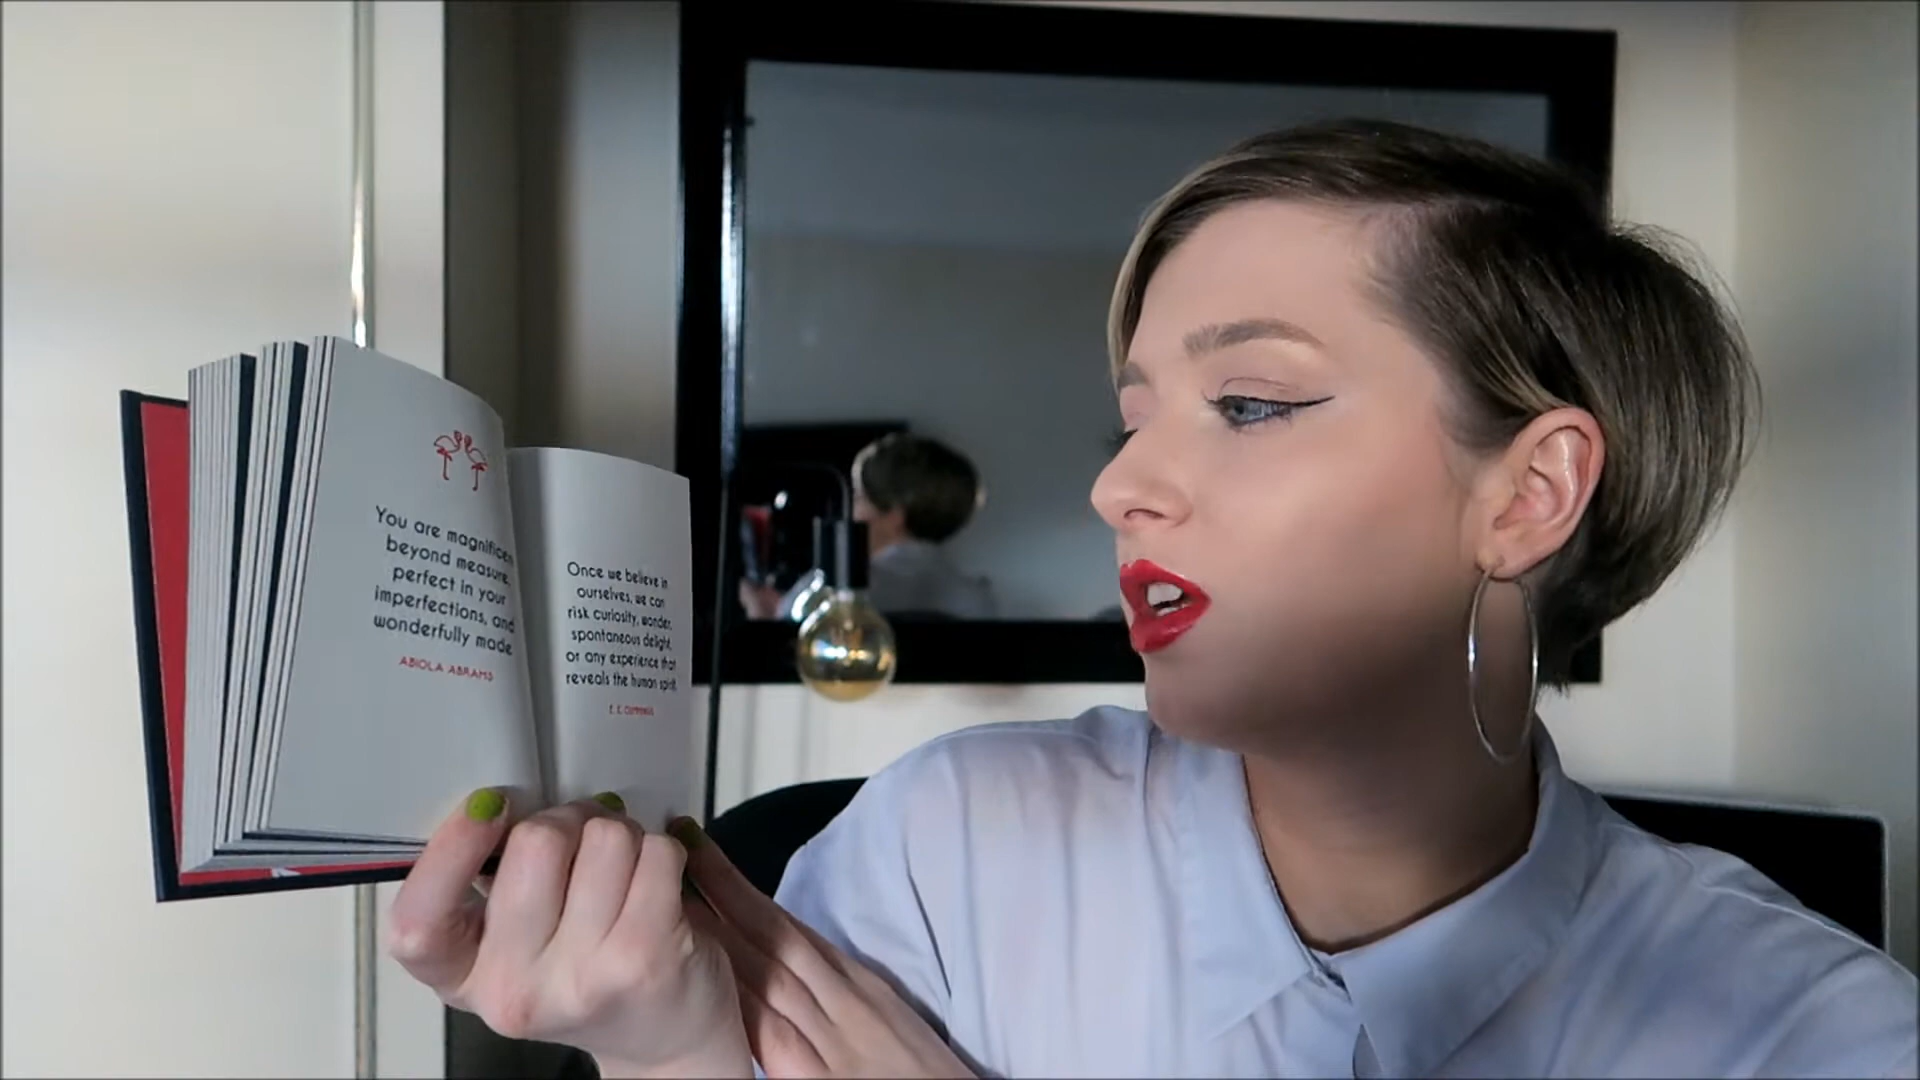 You are magnificent
beyond measure,
perfect in your
imperfections, and
wonderfully made
ABIOLA ABRAMS
Once we believe in
ourselves, we can
risk curiosity, wonder,
spontaneous delight,
or any experience that
reveals the human spirit.
E. E. CUMMINGS